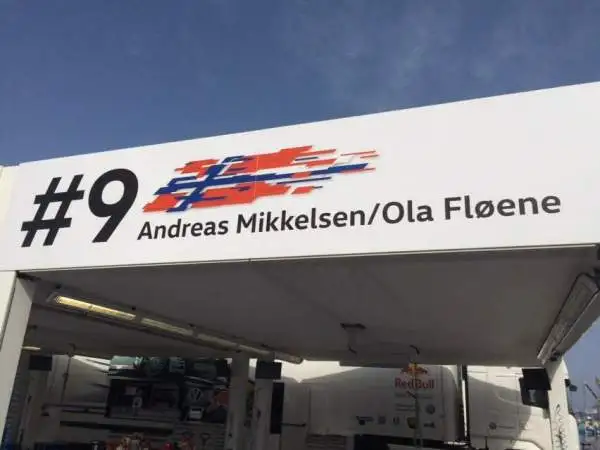 #9
Andreas Mikkelsen/Ola Fløene
Red Bull